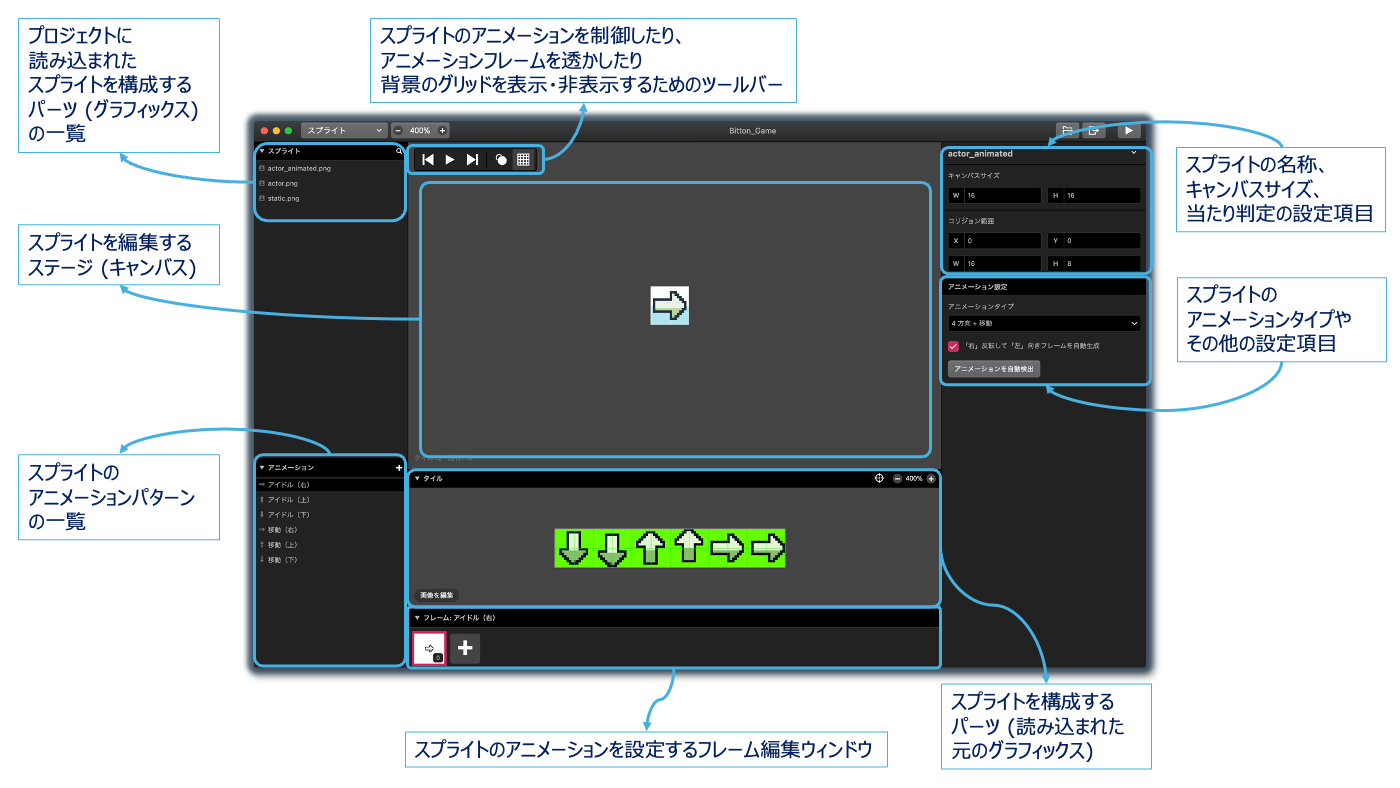 プロジェクトに
読み込まれた
スプライトを構成する
パーツ (グラフィックス)
の一覧
スプライトのアニメーションを制御したり、
アニメーションフレームを透かしたり
背景のグリッドを表示・非表示するためのツールバー
スプライト
400%
Bitton_Game
スプライト
actor_animated.png
actor.png
static.png
actor_animated
キャンバスサイズ
W 16 H 16
コリジョン範囲
X 0 Y 0
W 16 H 8
スプライトの名称、
キャンバスサイズ、
当たり判定の設定項目
スプライトを編集する
ステージ (キャンバス)
アニメーション設定
アニメーションタイプ
4 方向 + 移動
「右」反転して「左」向きフレームを自動生成
アニメーションを自動検出
スプライトの
アニメーションタイプや
その他の設定項目
スプライトの
アニメーションパターン
の一覧
アニメーション
アイドル（右）
アイドル（上）
アイドル（下）
移動（右）
移動（上）
移動（下）
タイル
400%
画像を編集
フレーム: アイドル（右）
0
スプライトを構成する
パーツ (読み込まれた
元のグラフィックス)
スプライトのアニメーションを設定するフレーム編集ウィンドウ